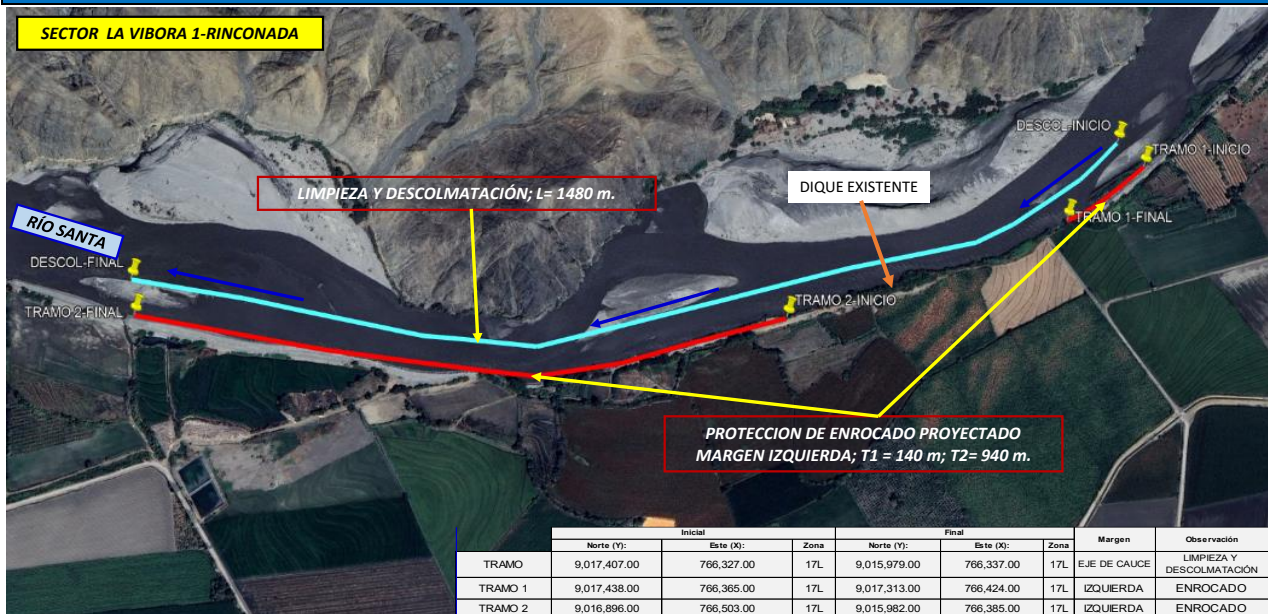 SECTOR LA VIBORA 1-RINCONADA
DESCOL-INICIO
TRAMO 1-INICIO
LIMPIEZA Y DESCOLMATACIÓN; L= 1480 m.
DIQUE EXISTENTE
TRAMO 1-FINAL
RÍO SANTA
DESCOL-FINAL
TRAMO 2-INICIO
TRAMO 2-FINAL
PROTECCION DE ENROCADO PROYECTADO
MARGEN IZQUIERDA; T1 = 140 m; T2= 940 m.
Inicial Final Margen Observación
Norte (Y): Este (X): Zona Norte (Y): Este (X): Zona
TRAMO 9,017,407.00 766,327.00 17L 9,015,979.00 766,337.00 17L EJE DE CAUCE LIMPIEZA Y
DESCOLMATACIÓN
TRAMO 1 9,017,438.00 766,365.00 17L 9,017,313.00 766,424.00 17L IZQUIERDA ENROCADO
TRAMO 2 9,016,896.00 766,503.00 17L 9,015,982.00 766,385.00 17L IZQUIERDA ENROCADO